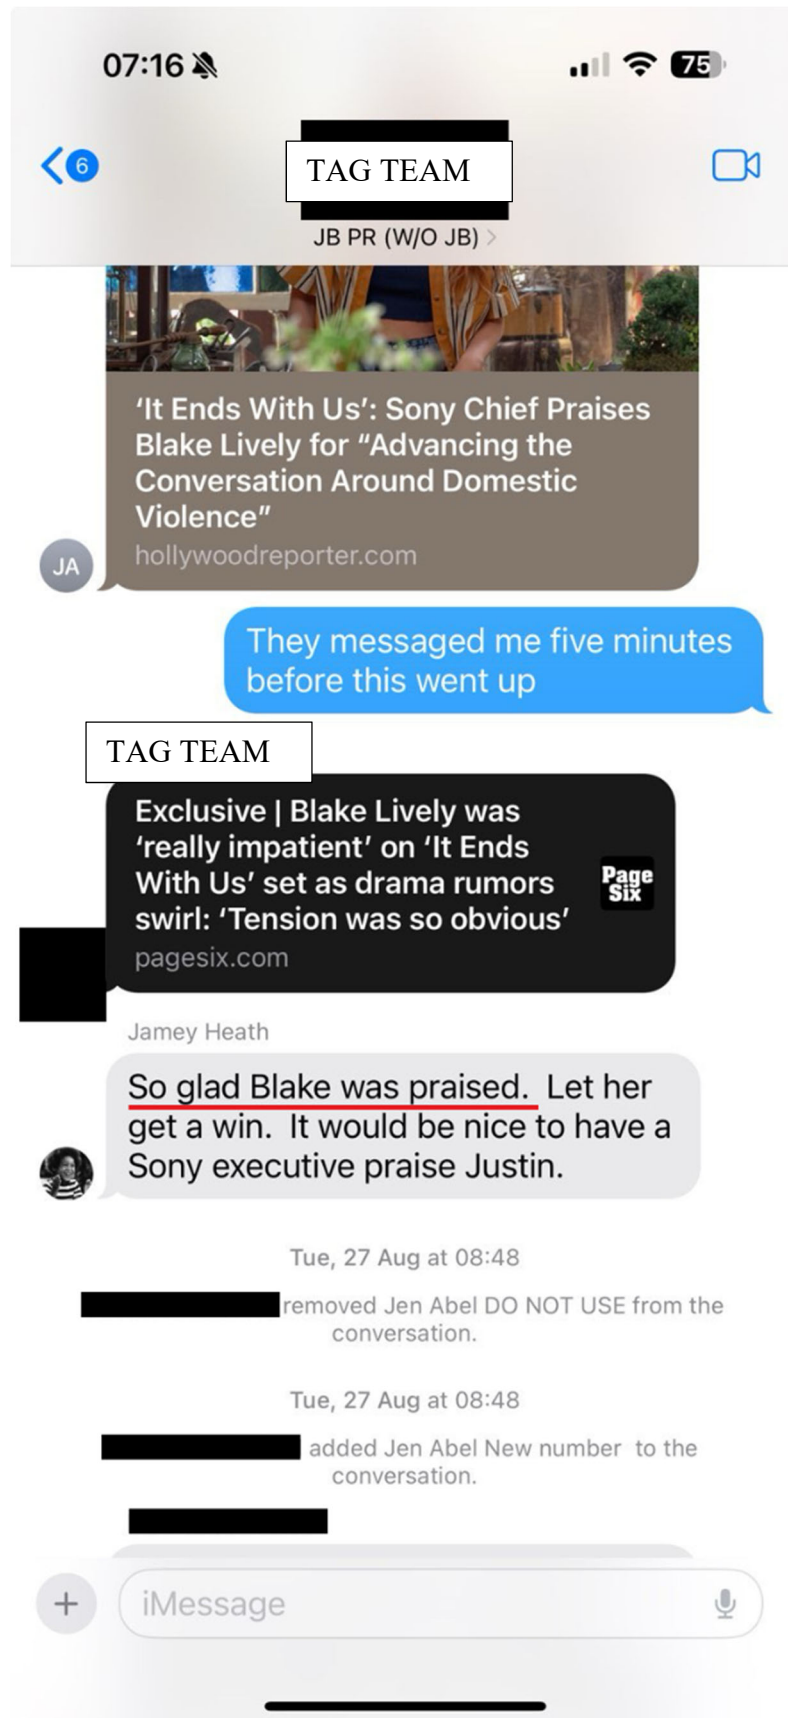 07:16
75
6
TAG TEAM
JB PR (W/O JB) >
‘It Ends With Us’: Sony Chief Praises
Blake Lively for “Advancing the
Conversation Around Domestic
Violence”
hollywoodreporter.com
JA
They messaged me five minutes
before this went up
TAG TEAM
Exclusive | Blake Lively was
‘really impatient’ on ‘It Ends
With Us’ set as drama rumors
swirl: ‘Tension was so obvious’
pagesix.com
Page
Six
Jamey Heath
So glad Blake was praised. Let her
get a win. It would be nice to have a
Sony executive praise Justin.
Tue, 27 Aug at 08:48
removed Jen Abel DO NOT USE from the
conversation.
Tue, 27 Aug at 08:48
added Jen Abel New number to the
conversation.
iMessage